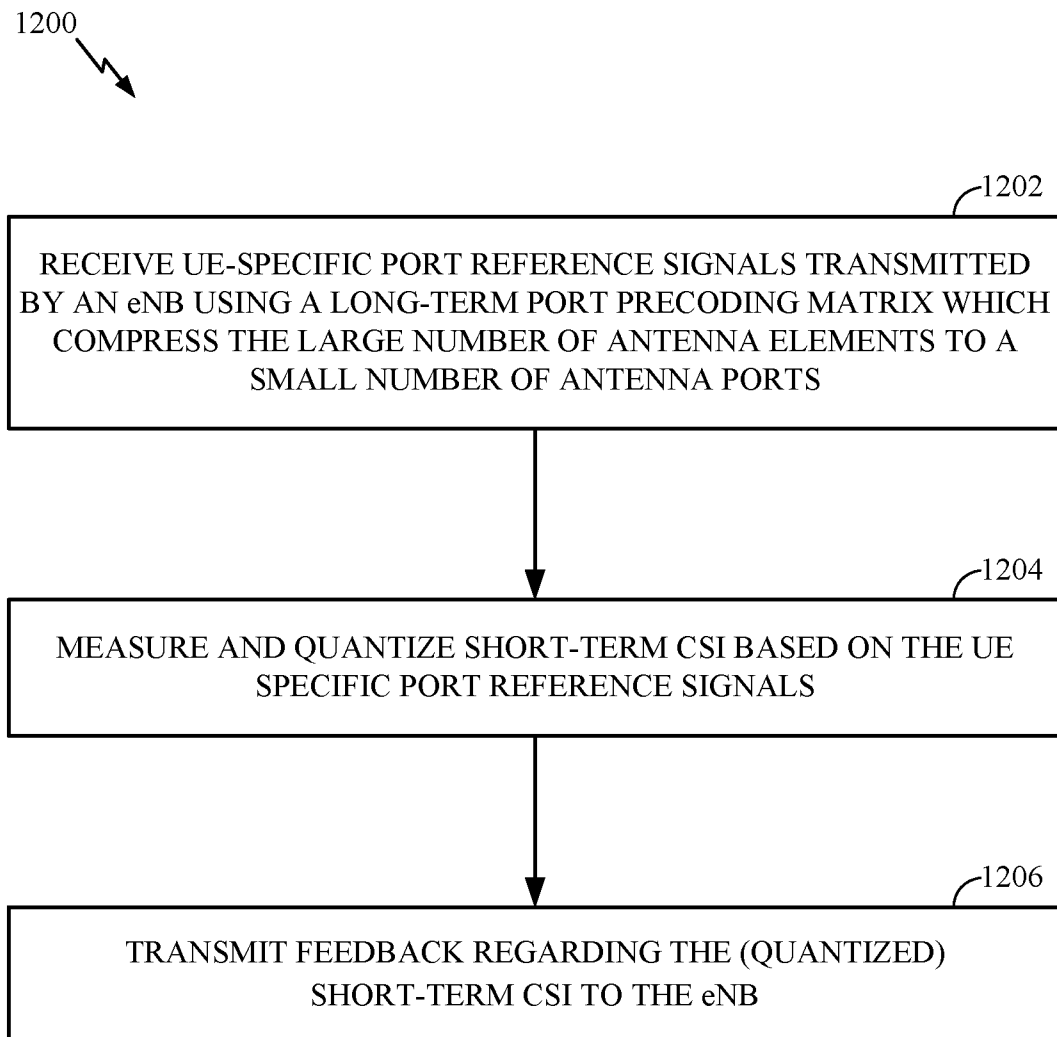 1200
1202
RECEIVE UE-SPECIFIC PORT REFERENCE SIGNALS TRANSMITTED
BY AN eNB USING A LONG-TERM PORT PRECODING MATRIX WHICH
COMPRESS THE LARGE NUMBER OF ANTENNA ELEMENTS TO A
SMALL NUMBER OF ANTENNA PORTS
1204
MEASURE AND QUANTIZE SHORT-TERM CSI BASED ON THE UE
SPECIFIC PORT REFERENCE SIGNALS
1206
TRANSMIT FEEDBACK REGARDING THE (QUANTIZED)
SHORT-TERM CSI TO THE eNB